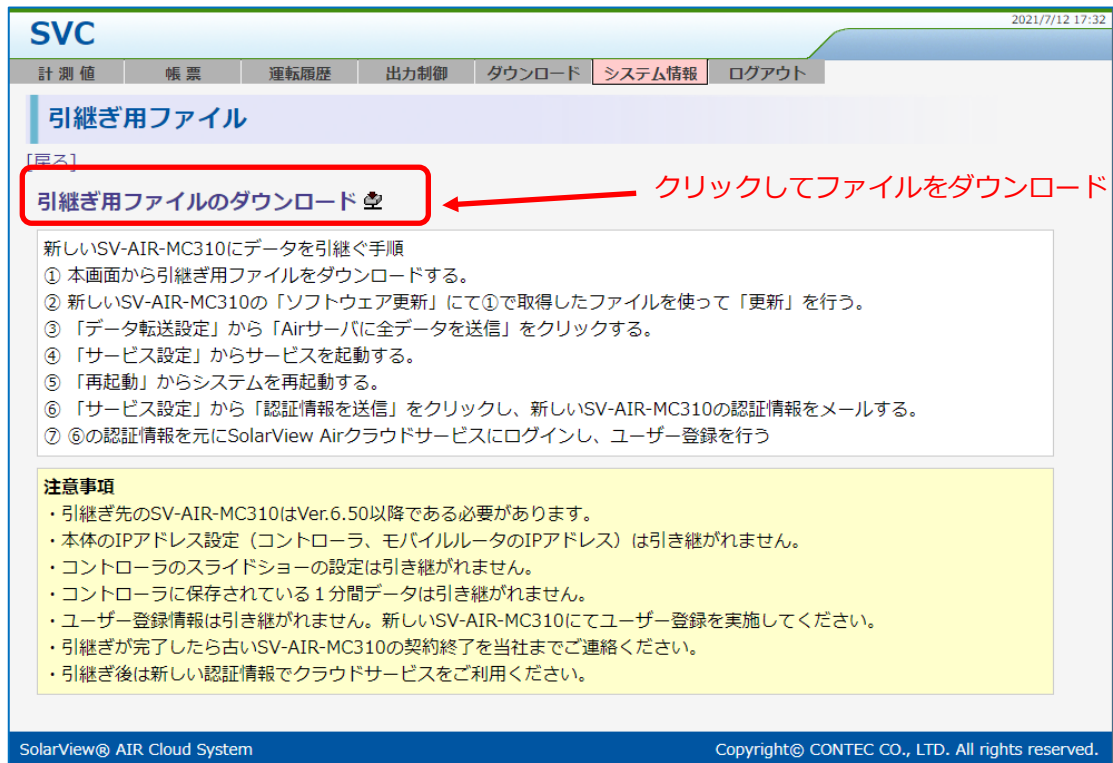 2021/7/12 17:32
SVC
計 測 値 帳 票 運転履歴 出力制御 ダウンロード システム情報 ログアウト
引継ぎ用ファイル
[戻る]
引継ぎ用ファイルのダウンロード
クリックしてファイルをダウンロード
新しいSV-AIR-MC310にデータを引継ぐ手順
① 本画面から引継ぎ用ファイルをダウンロードする。
② 新しいSV-AIR-MC310の「ソフトウェア更新」にて①で取得したファイルを使って「更新」を行う。
③ 「データ転送設定」から「Airサーバに全データを送信」をクリックする。
④ 「サービス設定」からサービスを起動する。
⑤ 「再起動」からシステムを再起動する。
⑥ 「サービス設定」から「認証情報を送信」をクリックし、新しいSV-AIR-MC310の認証情報をメールする。
⑦ ⑥の認証情報を元にSolarView Airクラウドサービスにログインし、ユーザー登録を行う
注意事項
・引継ぎ先のSV-AIR-MC310はVer.6.50以降である必要があります。
・本体のIPアドレス設定（コントローラ、モバイルルータのIPアドレス）は引き継がれません。
・コントローラのスライドショーの設定は引き継がれません。
・コントローラに保存されている１分間データは引き継がれません。
・ユーザー登録情報は引き継がれません。新しいSV-AIR-MC310にてユーザー登録を実施してください。
・引継ぎが完了したら古いSV-AIR-MC310の契約終了を当社までご連絡ください。
・引継ぎ後は新しい認証情報でクラウドサービスをご利用ください。
SolarView® AIR Cloud System
Copyright© CONTEC CO., LTD. All rights reserved.